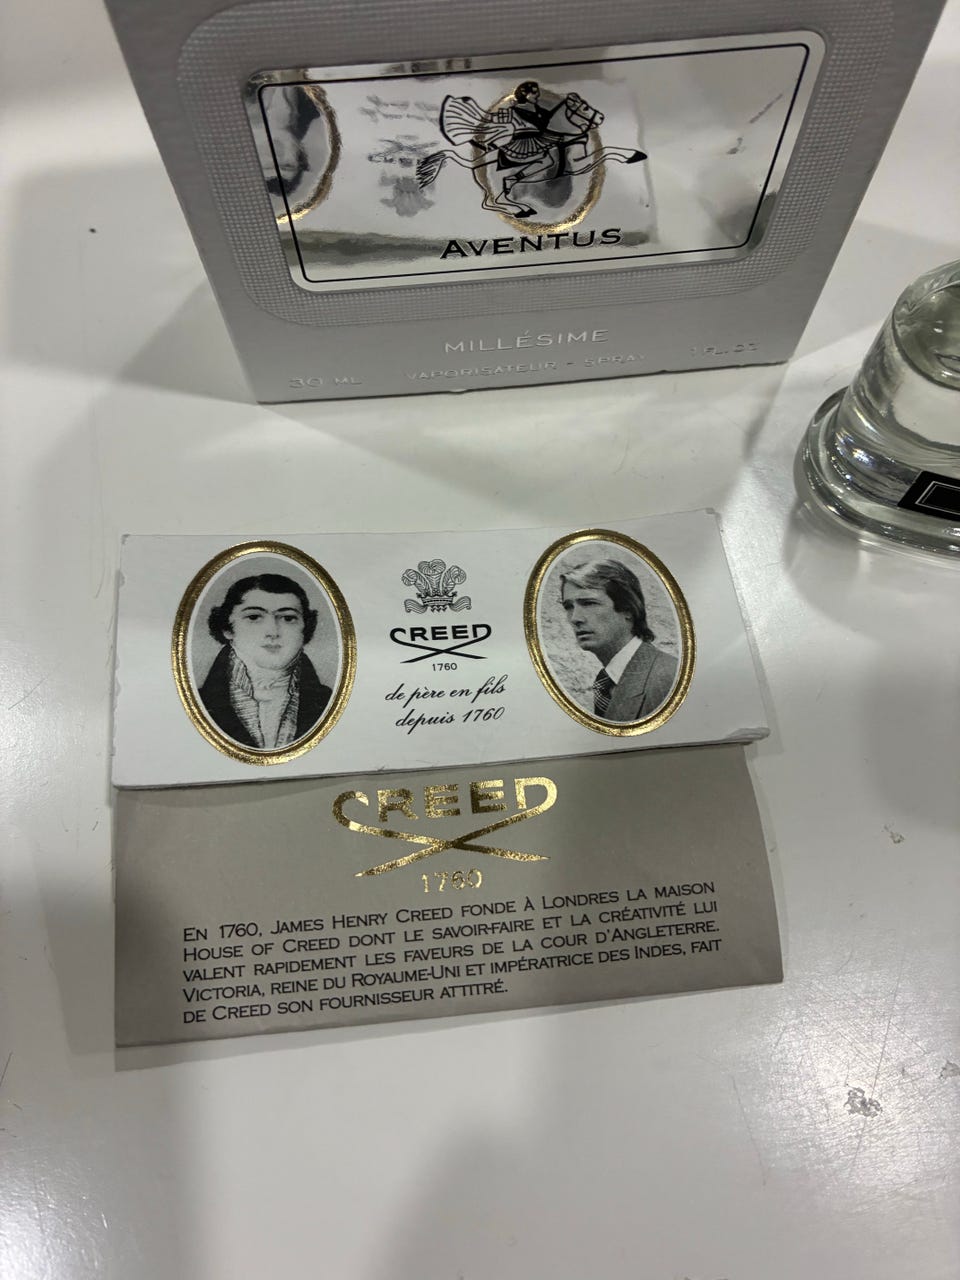 AVENTUS
MILLÉSIME
30 ML VAPORISATEUR - SPRAY 1 FL. OZ
CREED
1760
de père en fils
depuis 1760
CREED
1760
EN 1760, JAMES HENRY CREED FONDE À LONDRES LA MAISON
HOUSE OF CREED DONT LE SAVOIR-FAIRE ET LA CRÉATIVITÉ LUI
VALENT RAPIDEMENT LES FAVEURS DE LA COUR D'ANGLETERRE.
VICTORIA, REINE DU ROYAUME-UNI ET IMPÉRATRICE DES INDES, FAIT
DE CREED SON FOURNISSEUR ATTITRÉ.